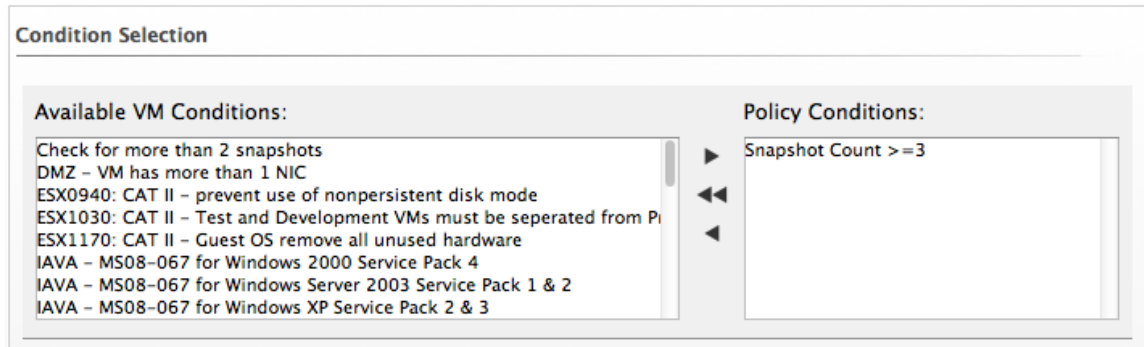 Condition Selection
Available VM Conditions:
Check for more than 2 snapshots
DMZ – VM has more than 1 NIC
ESX0940: CAT II – prevent use of nonpersistent disk mode
ESX1030: CAT II – Test and Development VMs must be seperated from
ESX1170: CAT II – Guest OS remove all unused hardware
IAVA – MS08-067 for Windows 2000 Service Pack 4
IAVA – MS08-067 for Windows Server 2003 Service Pack 1 & 2
IAVA – MS08-067 for Windows XP Service Pack 2 & 3
Policy Conditions:
Snapshot Count >=3